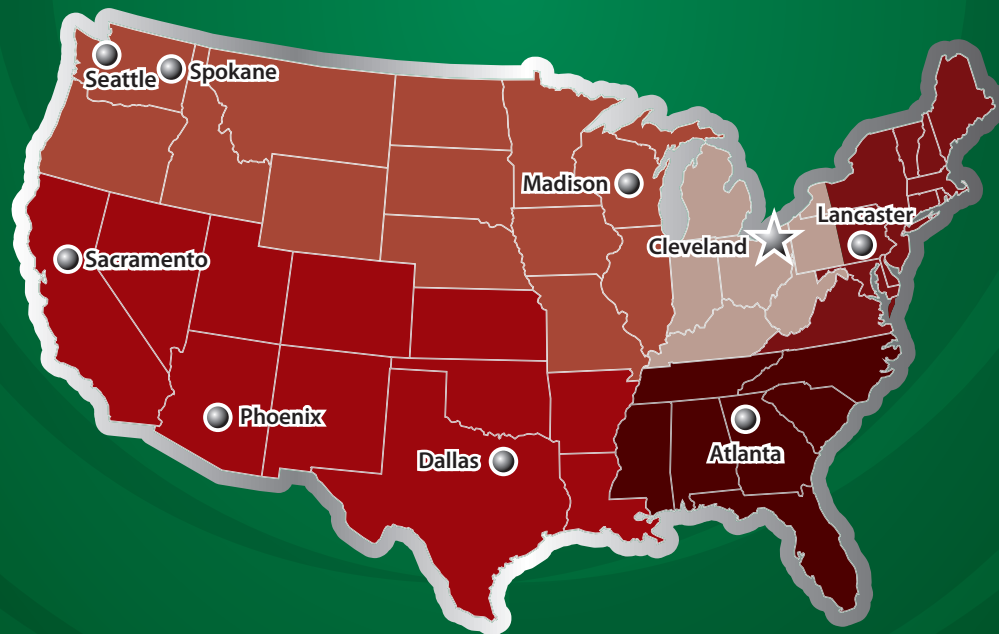 Seattle
Spokane
Madison
Lancaster
Cleveland
Sacramento
Phoenix
Dallas
Atlanta